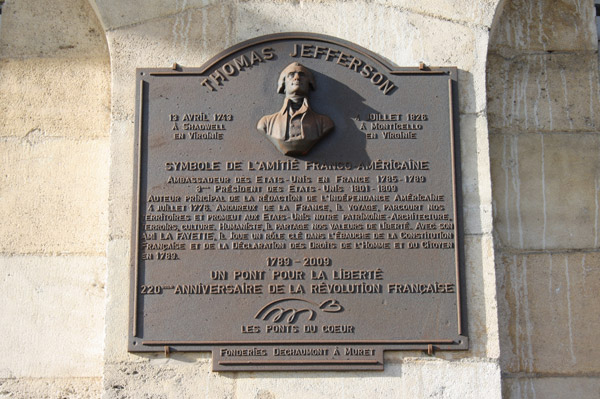 Thomas Jefferson
13 avril 1743
à Shadwell
en Virginie
4 juillet 1826
à Monticello
en Virginie
Symbole de l'amitié franco-américaine
Ambassadeur des Etats-Unis en France 1785-1789
3ème Président des Etats-Unis 1801-1809
Auteur principal de la rédaction de l'Indépendance Américaine
4 juillet 1776. Amoureux de la France, il voyage, parcourt nos
territoires et promeut aux Etats-Unis notre patrimoine-architecture,
terroirs, culture. Humaniste, il partage nos valeurs de liberté. Avec son
ami La Fayette, il joue un rôle clé dans l'ébauche de la Constitution
Française et de la Déclaration des Droits de l'Homme et du Citoyen
en 1789.
1789-2009
Un pont pour la liberté
220ème anniversaire de la Révolution Française
Les Ponts du Coeur
Fonderies Dechaumont à Muret